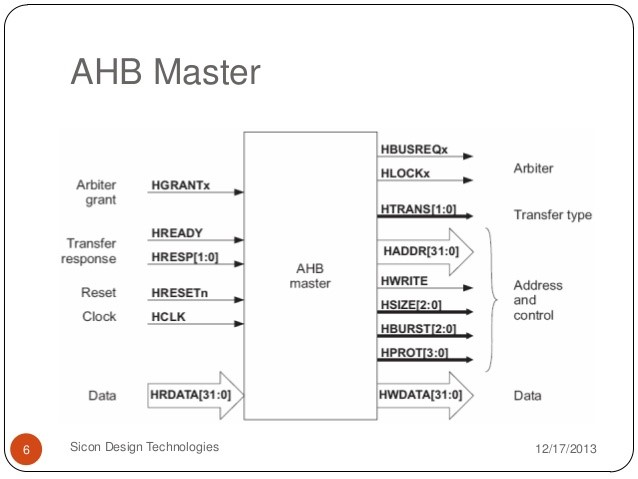 AHB Master
Arbiter
grant
HGRANTx
Transfer
response
HREADY
HRESP[1:0]
Reset
HRESETn
Clock
HCLK
Data
HRDATA[31:0]
AHB
master
HBUSREQx
HLOCKx
Arbiter
HTRANS[1:0]
Transfer type
HADDR[31:0]
HWRITE
HSIZE[2:0]
HBURST[2:0]
HPROT[3:0]
Address
and
control
HWDATA[31:0]
Data
6
Sicon Design Technologies
12/17/2013